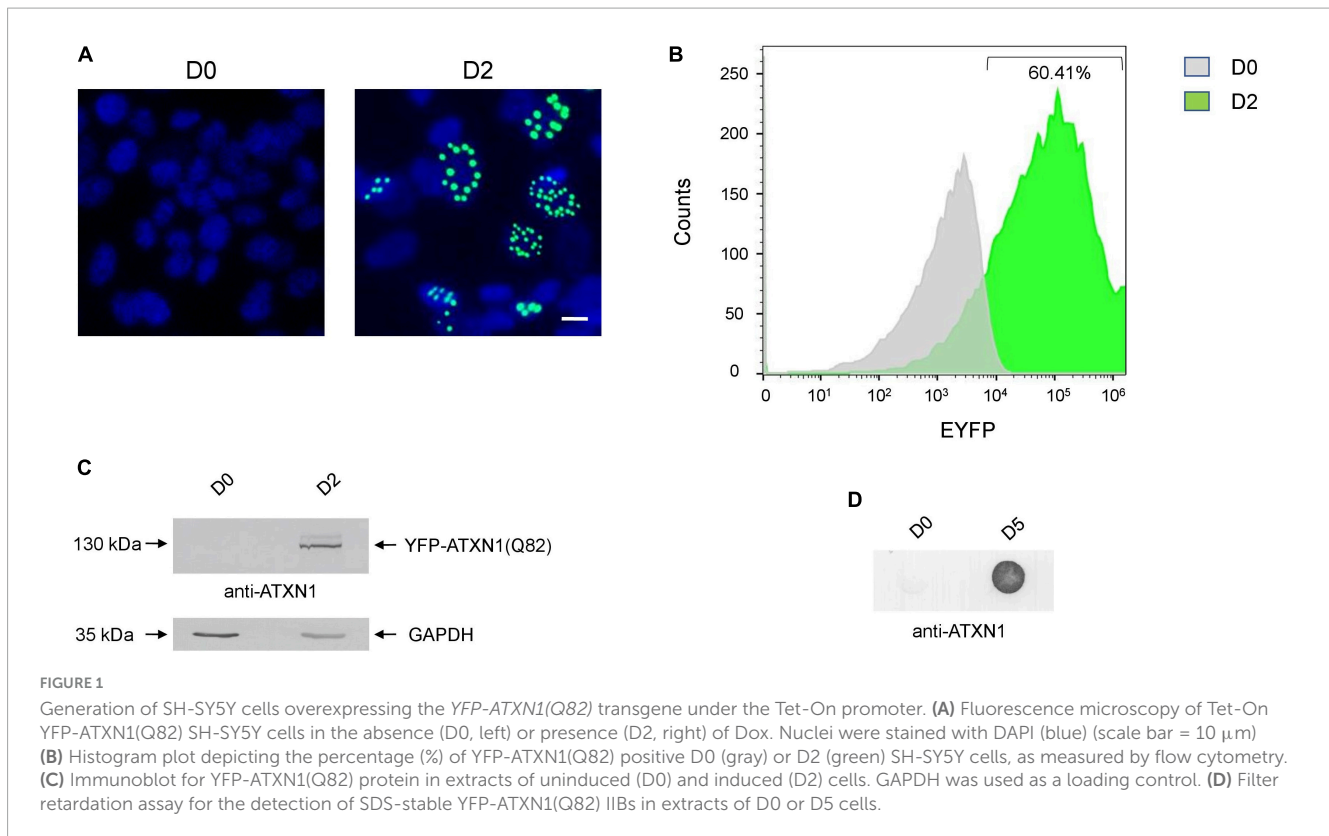 A
D0
D2
B
250
200
150
100
50
0
Counts
60.41%
0 10¹ 10² 10³ 10⁴ 10⁵ 10⁶
EYFP
D0
D2
C
D0 D2
130 kDa → ← YFP-ATXN1(Q82)
anti-ATXN1
35 kDa → ← GAPDH
D
D0 D5
anti-ATXN1
FIGURE 1
Generation of SH-SY5Y cells overexpressing the YFP-ATXN1(Q82) transgene under the Tet-On promoter. (A) Fluorescence microscopy of Tet-On
YFP-ATXN1(Q82) SH-SY5Y cells in the absence (D0, left) or presence (D2, right) of Dox. Nuclei were stained with DAPI (blue) (scale bar = 10 μm)
(B) Histogram plot depicting the percentage (%) of YFP-ATXN1(Q82) positive D0 (gray) or D2 (green) SH-SY5Y cells, as measured by flow cytometry.
(C) Immunoblot for YFP-ATXN1(Q82) protein in extracts of uninduced (D0) and induced (D2) cells. GAPDH was used as a loading control. (D) Filter
retardation assay for the detection of SDS-stable YFP-ATXN1(Q82) IIBs in extracts of D0 or D5 cells.